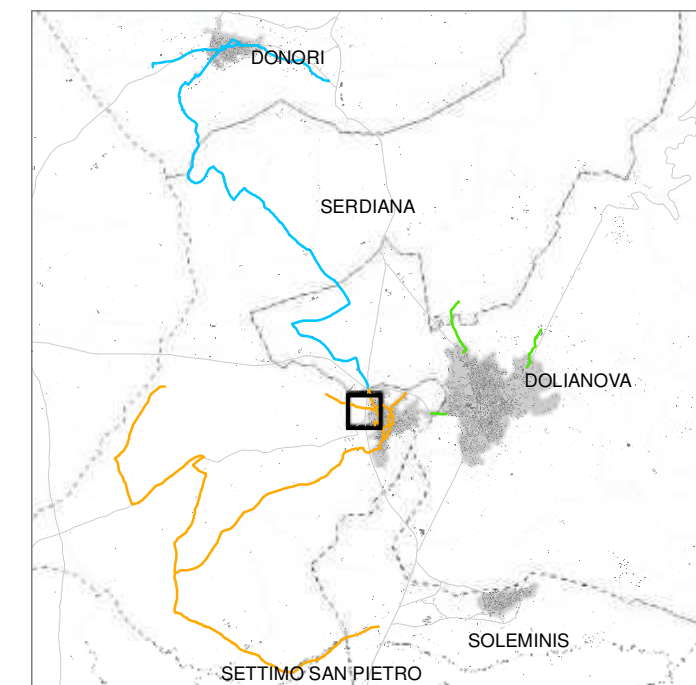 DONORI
SERDIANA
DOLIANOVA
SOLEMINIS
SETTIMO SAN PIETRO